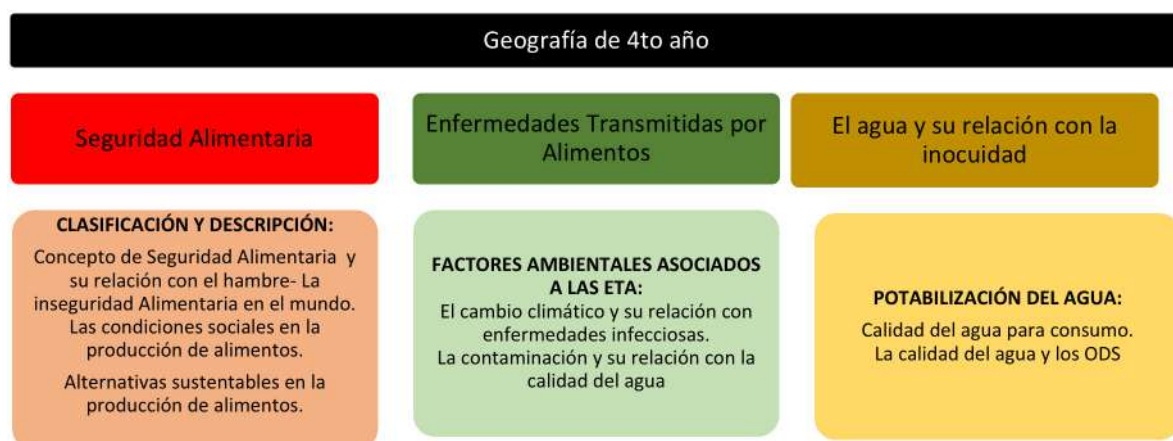 Geografía de 4to año
Seguridad Alimentaria
CLASIFICACIÓN Y DESCRIPCIÓN:
Concepto de Seguridad Alimentaria y
su relación con el hambre- La
inseguridad Alimentaria en el mundo.
Las condiciones sociales en la
producción de alimentos.
Alternativas sustentables en la
producción de alimentos.
Enfermedades Transmitidas por
Alimentos
FACTORES AMBIENTALES ASOCIADOS
A LAS ETA:
El cambio climático y su relación con
enfermedades infecciosas.
La contaminación y su relación con la
calidad del agua
El agua y su relación con la
inocuidad
POTABILIZACIÓN DEL AGUA:
Calidad del agua para consumo.
La calidad del agua y los ODS